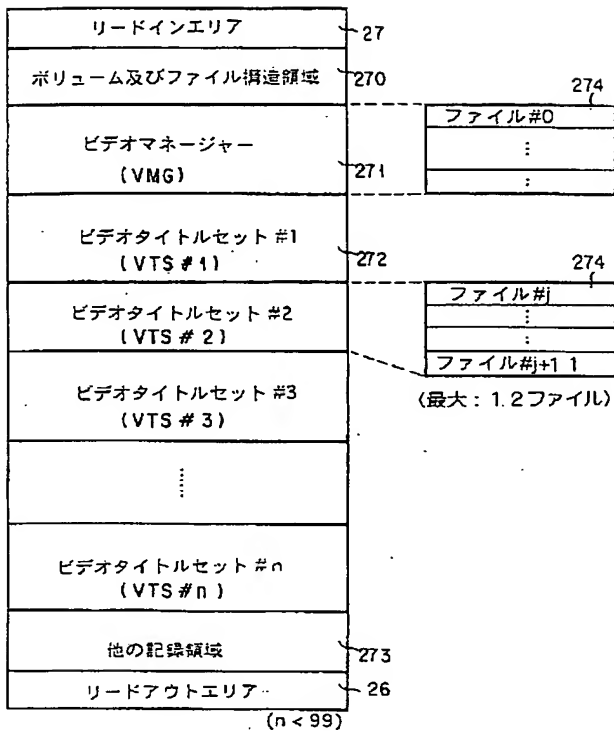 リードインエリア
27
ボリューム及びファイル構造領域
270
ビデオマネージャー
(VMG)
271
274
ファイル#0
⋮
⋮
ビデオタイトルセット #1
(VTS #1)
272
274
ビデオタイトルセット #2
(VTS # 2)
ファイル#j
⋮
⋮
ファイル#j+1 1
(最大: 1.2ファイル)
ビデオタイトルセット #3
(VTS # 3)
⋮
ビデオタイトルセット #n
(VTS #n)
他の記録領域
273
リードアウトエリア
26
(n < 99)